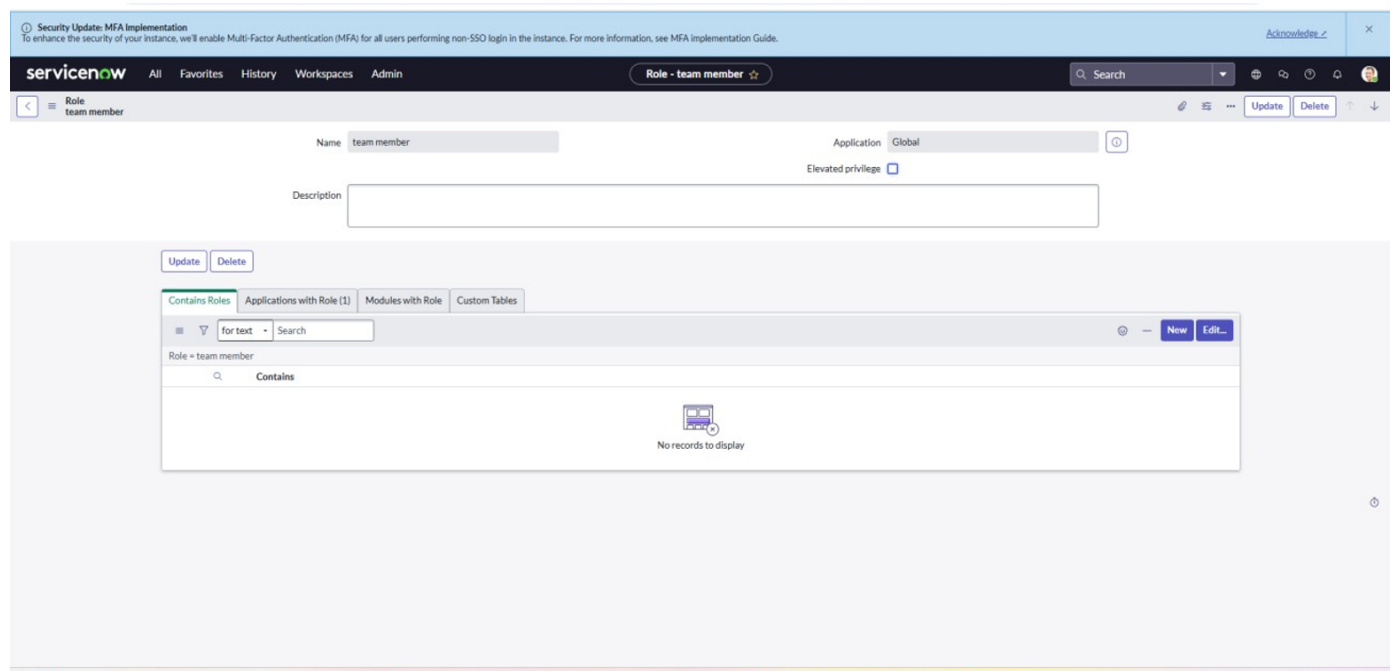 Security Update: MFA Implementation
To enhance the security of your instance, we'll enable Multi-Factor Authentication (MFA) for all users performing non-SSO login in the instance. For more information, see MFA implementation Guide.
Acknowledge
servicenow All Favorites History Workspaces Admin Role - team member Search
Role
team member
Update Delete
Name team member Application Global
Elevated privilege
Description
Update Delete
Contains Roles Applications with Role (1) Modules with Role Custom Tables
for text Search New Edit...
Role = team member
Contains
No records to display